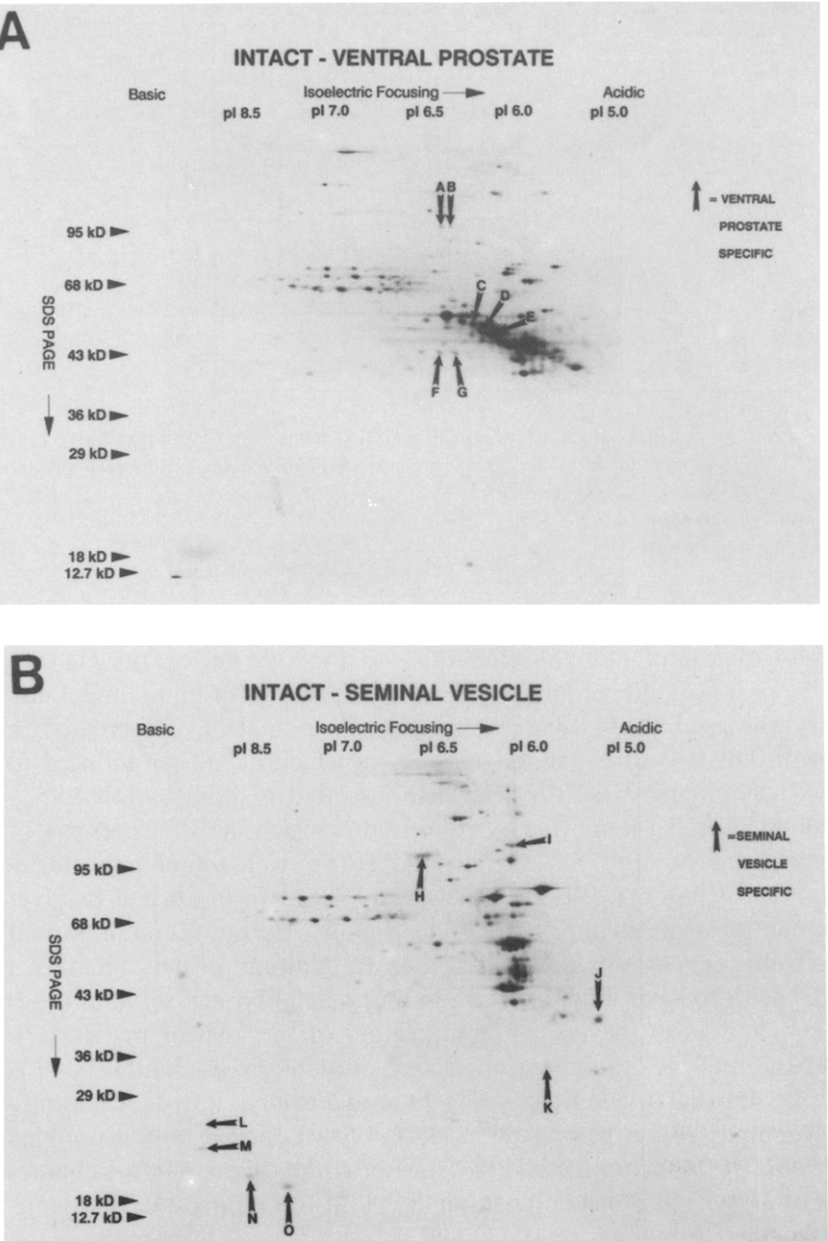 A
INTACT - VENTRAL PROSTATE
Basic Isoelectric Focusing Acidic
pI 8.5 pI 7.0 pI 6.5 pI 6.0 pI 5.0
A B
= VENTRAL
PROSTATE
SPECIFIC
95 kD
68 kD
C
D
E
SDS PAGE
43 kD
F G
36 kD
29 kD
18 kD
12.7 kD
B
INTACT - SEMINAL VESICLE
Basic Isoelectric Focusing Acidic
pI 8.5 pI 7.0 pI 6.5 pI 6.0 pI 5.0
I
=SEMINAL
VESICLE
SPECIFIC
95 kD
H
68 kD
SDS PAGE
J
43 kD
36 kD
29 kD
K
L
M
18 kD
12.7 kD
N O